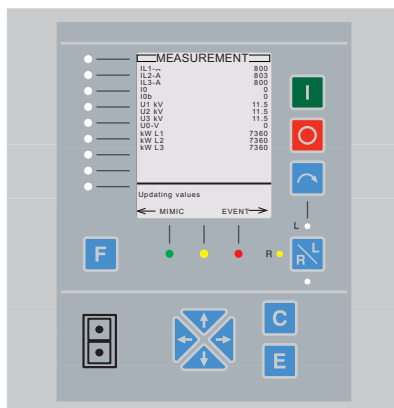 MEASUREMENT
IL1-A 800
IL2-A 803
IL3-A 800
I0 0
I0b 0
U1 kV 11.5
U2 kV 11.5
U3 kV 11.5
U0-V 0
kW L1 7360
kW L2 7360
kW L3 7360
Updating values
MIMIC EVENT
I
O
L
R
F
R L
C
E